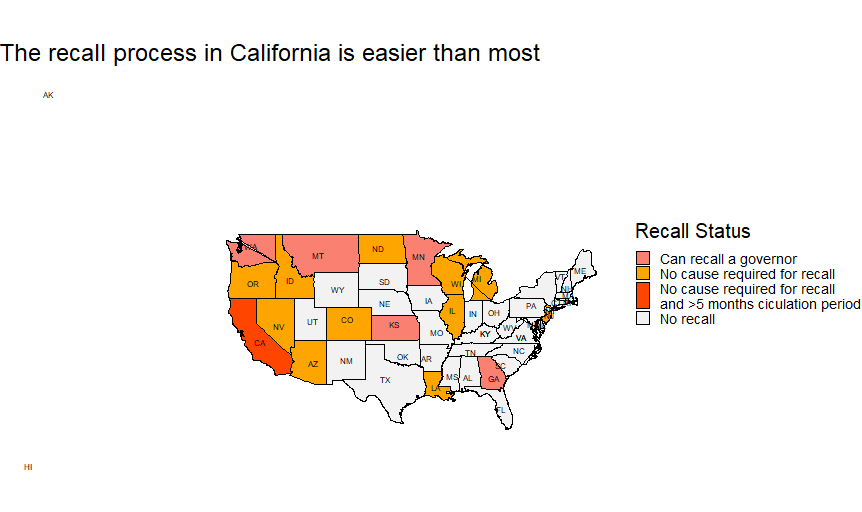 The recall process in California is easier than most
AK
Recall Status
Can recall a governor
No cause required for recall
No cause required for recall
and >5 months ciculation period
No recall
WA
MT
ND
MN
OR
ID
WY
SD
WI
MI
ME
VT
NV
UT
CO
NE
IA
IL
IN
OH
PA
CA
KS
MO
KY
WV
VA
AZ
NM
OK
AR
TN
NC
SC
TX
LA
MS
AL
GA
FL
HI